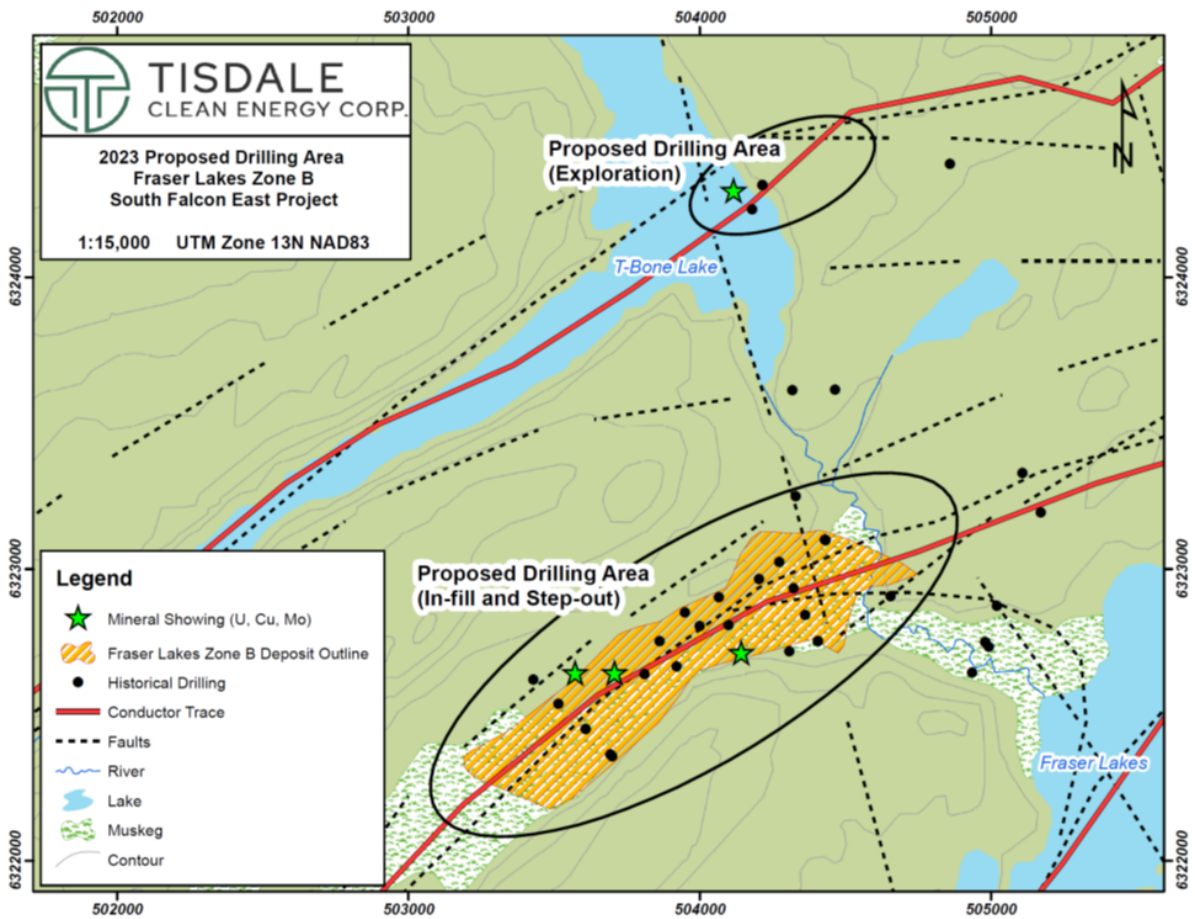 502000
503000
504000
505000
TISDALE
CLEAN ENERGY CORP.
2023 Proposed Drilling Area
Fraser Lakes Zone B
South Falcon East Project
1:15,000 UTM Zone 13N NAD83
Proposed Drilling Area
(Exploration)
N
T-Bone Lake
6324000
6324000
Proposed Drilling Area
(In-fill and Step-out)
6323000
6323000
Legend
Mineral Showing (U, Cu, Mo)
Fraser Lakes Zone B Deposit Outline
Historical Drilling
Conductor Trace
Faults
River
Lake
Muskeg
Contour
Fraser Lakes
6322000
6322000
502000
503000
504000
505000